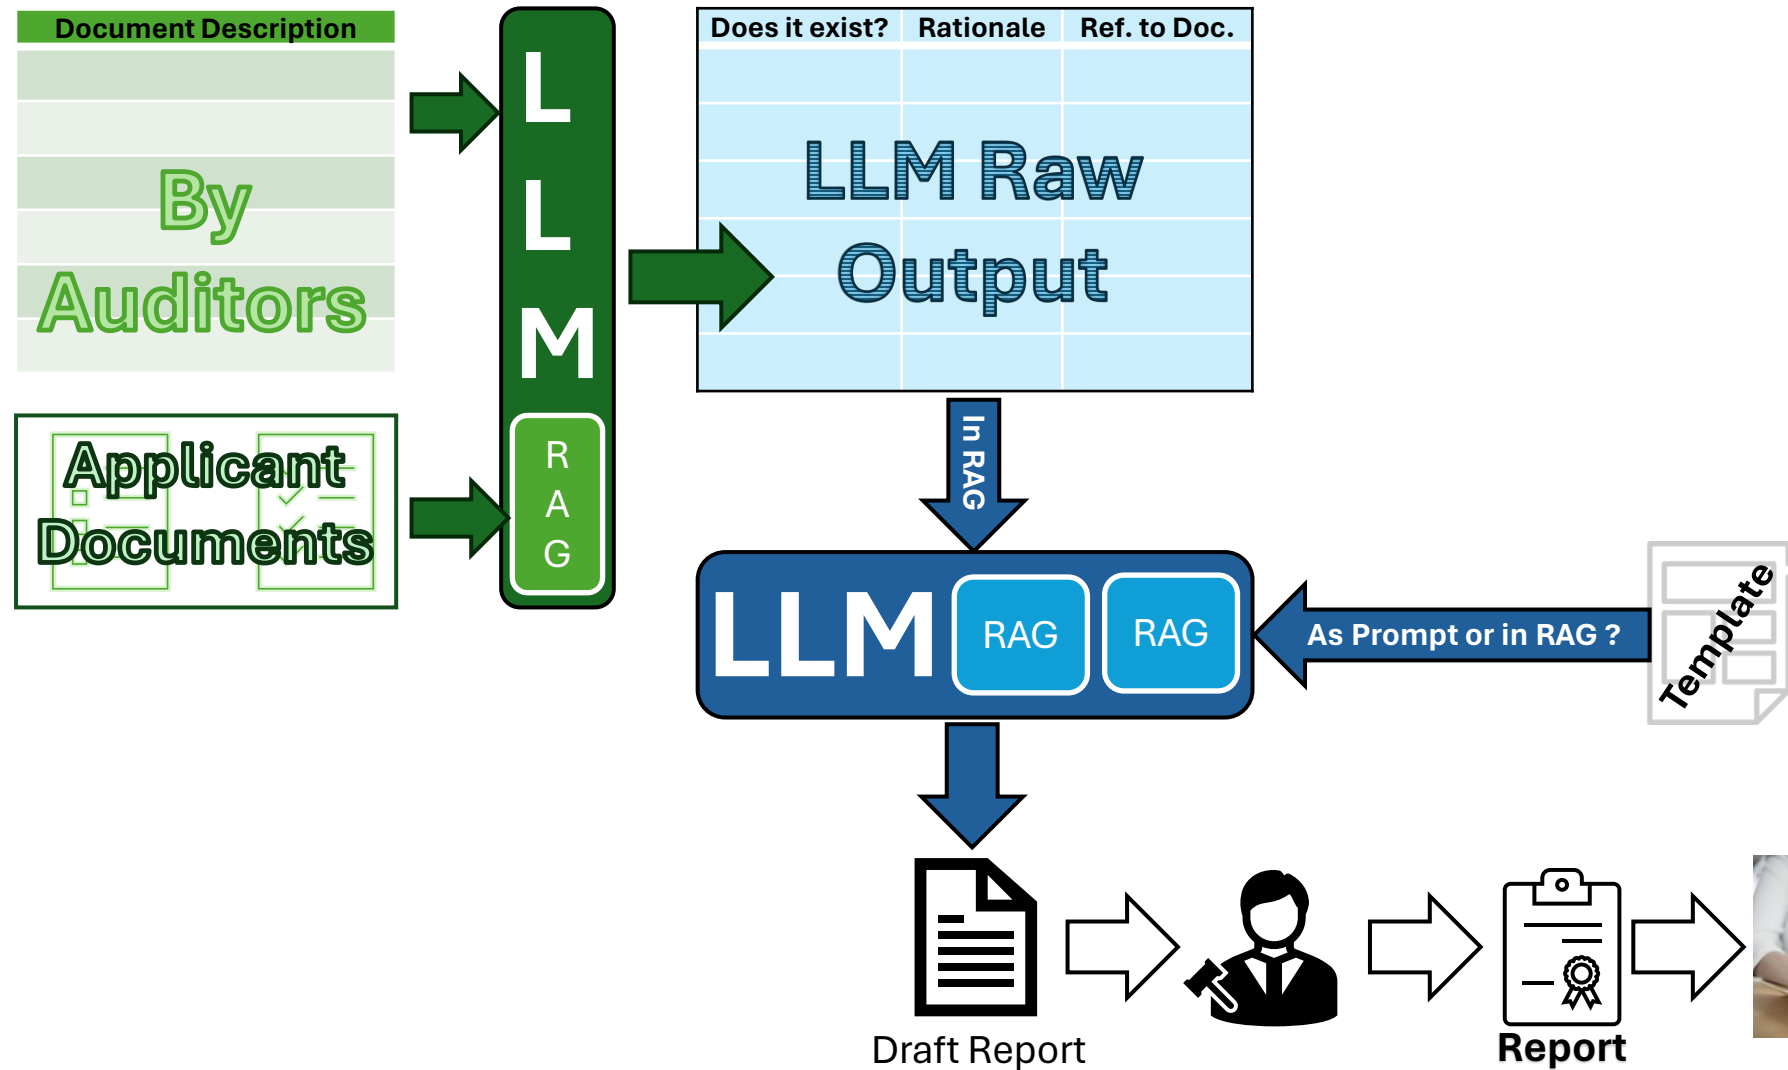 Document Description
By
Auditors
Applicant
Documents
L
L
M
R
A
G
Does it exist? Rationale Ref. to Doc.
LLM Raw
Output
In RAG
LLM RAG RAG
As Prompt or in RAG ?
Template
Draft Report
Report